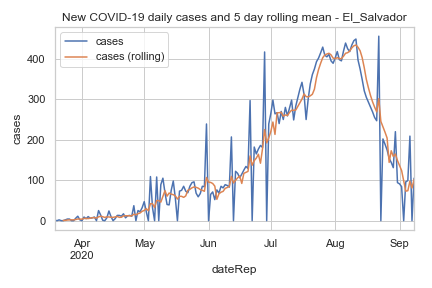 New COVID-19 daily cases and 5 day rolling mean - El_Salvador
cases
cases (rolling)
cases
400
300
200
100
0
Apr May Jun Jul Aug Sep
2020
dateRep